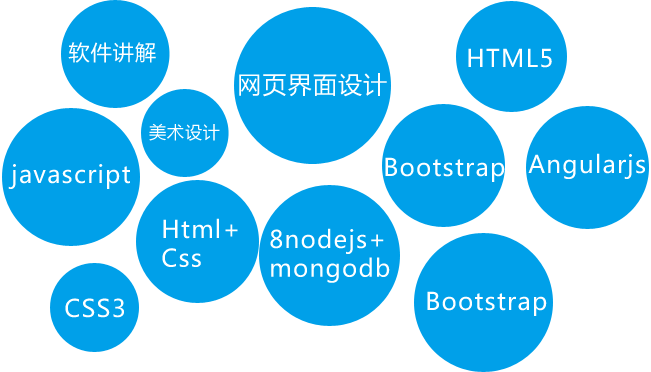 软件讲解
网页界面设计
HTML5
美术设计
javascript
Bootstrap
Angularjs
Html+
Css
8nodejs+
mongodb
CSS3
Bootstrap